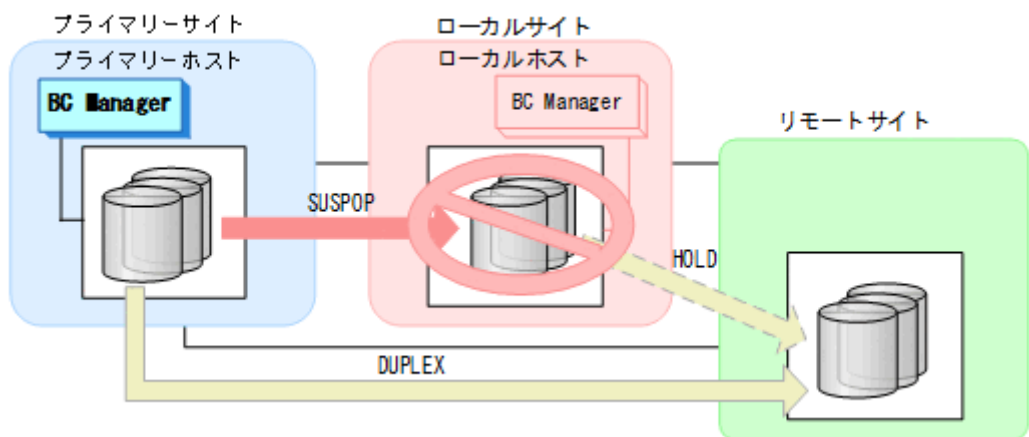 プライマリーサイト
プライマリーホスト
BC Manager
ローカルサイト
ローカルホスト
BC Manager
リモートサイト
SUSPOP
HOLD
DUPLEX